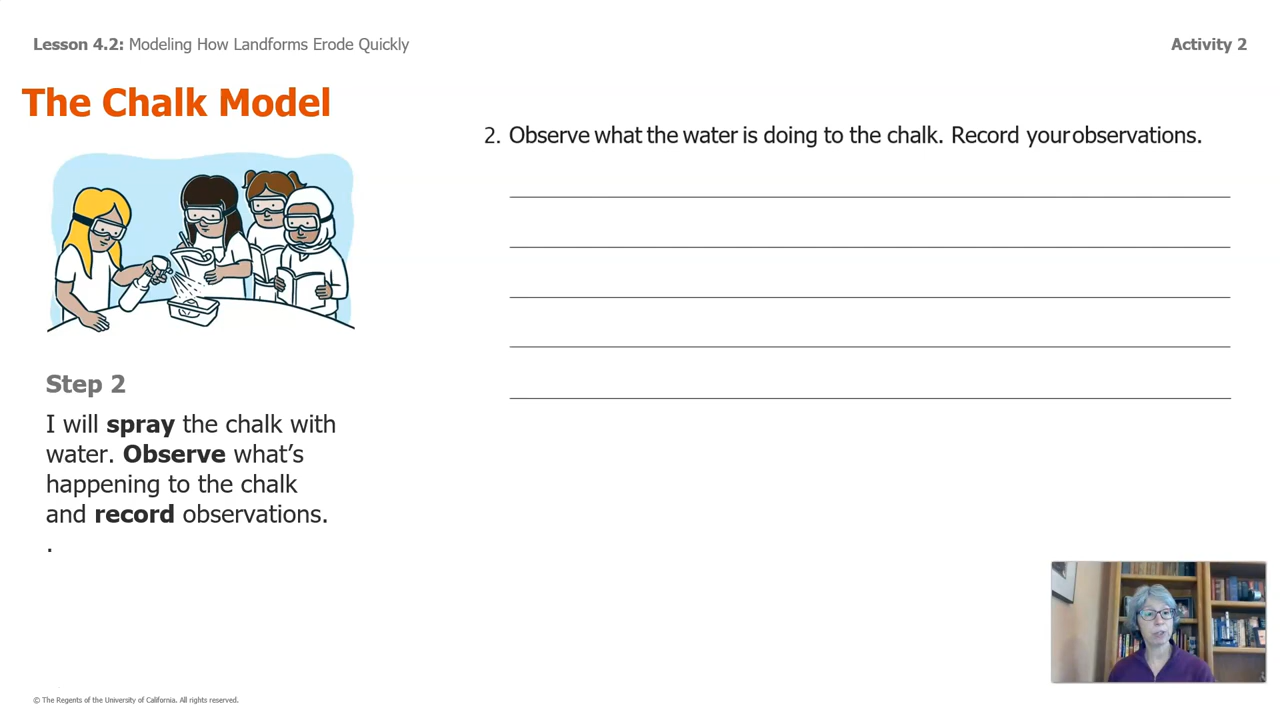 Lesson 4.2: Modeling How Landforms Erode Quickly
Activity 2
The Chalk Model
2. Observe what the water is doing to the chalk. Record your observations.
Step 2
I will spray the chalk with
water. Observe what's
happening to the chalk
and record observations.
.
© The Regents of the University of California. All rights reserved.